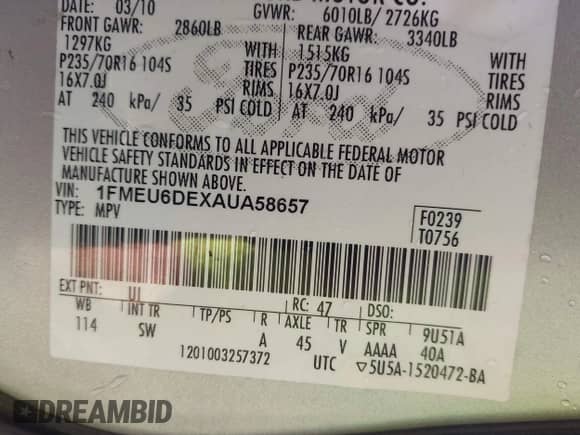 DATE: 03/10 GVWR: 6010LB/ 2726KG
FRONT GAWR: 2860LB REAR GAWR: 3340LB
1297KG WITH 1515KG WITH
P235/70R16 104S TIRES P235/70R16 104S TIRES
16X7.0J RIMS 16X7.0J RIMS
AT 240 kPa/ 35 PSI COLD AT 240 kPa/ 35 PSI COLD
Ford
THIS VEHICLE CONFORMS TO ALL APPLICABLE FEDERAL MOTOR
VEHICLE SAFETY STANDARDS IN EFFECT ON THE DATE OF
MANUFACTURE SHOWN ABOVE.
VIN: 1FMEU6DEXAUA58657
TYPE: MPV
F0239
T0756
EXT PNT: UI RC: 47 DSO:
WB INT TR TP/PS R AXLE TR SPR 9U51A
114 SW A 45 V AAAA 40A
1201003257372 UTC ▽5U5A-1520472-BA
DREAMBID